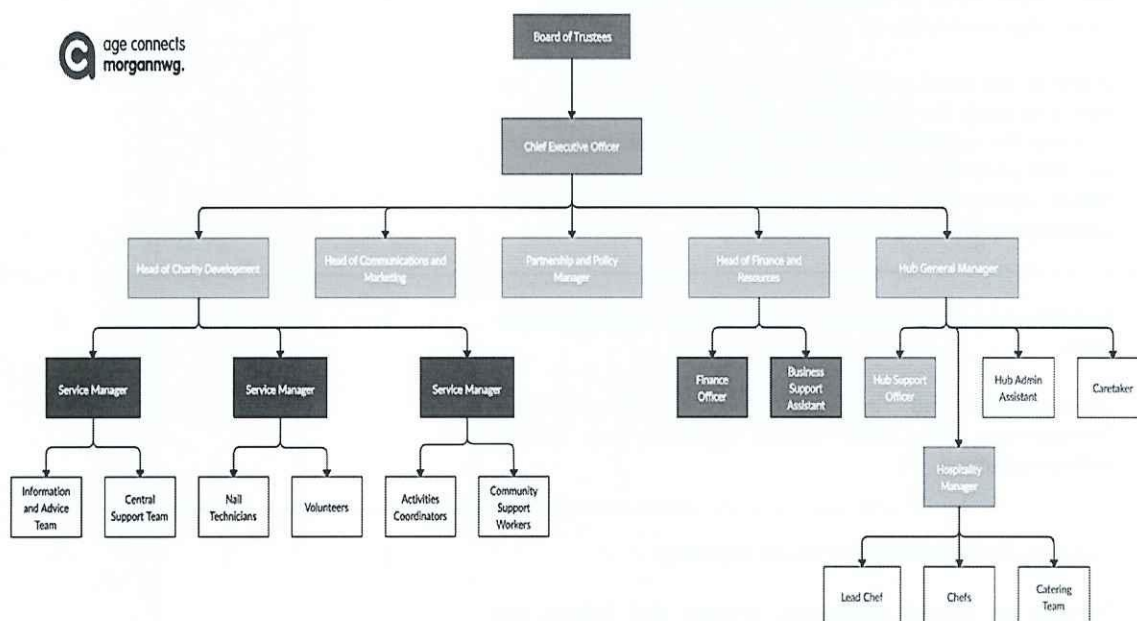 age connects
morgannwg.
Board of Trustees
Chief Executive Officer
Head of Charity Development
Head of Communications and
Marketing
Partnership and Policy
Manager
Head of Finance and
Resources
Hub General Manager
Service Manager
Service Manager
Service Manager
Finance
Officer
Business
Support
Assistant
Hub Support
Officer
Hub Admin
Assistant
Caretaker
Information
and Advice
Team
Central
Support Team
Nail
Technicians
Volunteers
Activities
Coordinators
Community
Support
Workers
Hospitality
Manager
Lead Chef
Chefs
Catering
Team